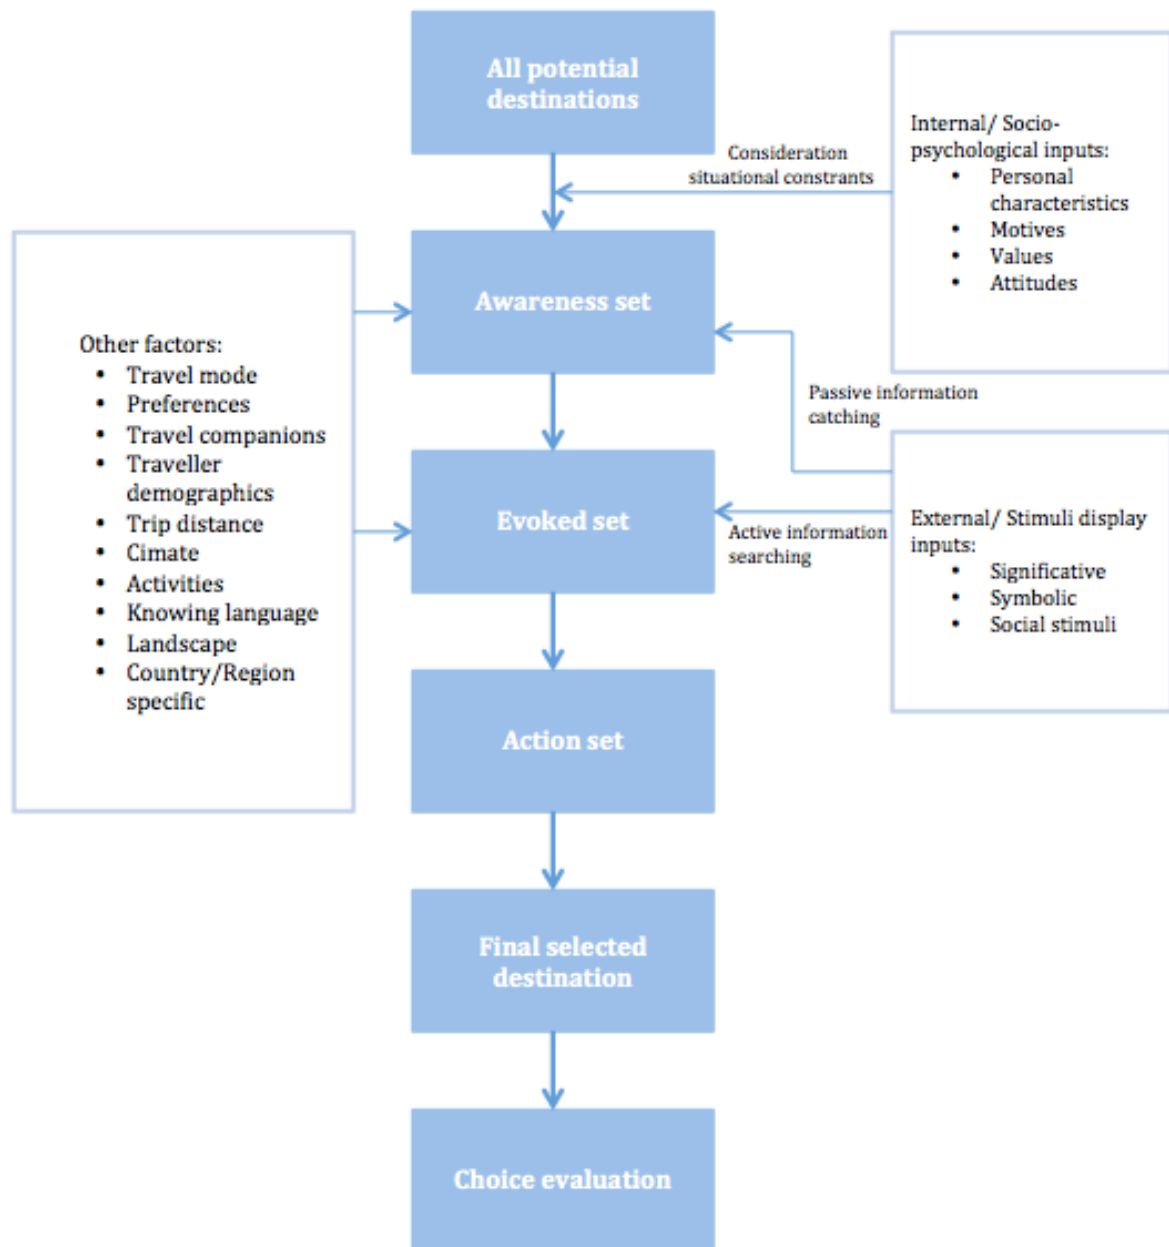 All potential
destinations
Consideration
situational constrants
Internal/ Socio-
psychological inputs:
• Personal
characteristics
• Motives
• Values
• Attitudes
Awareness set
Other factors:
• Travel mode
• Preferences
• Travel companions
• Traveller
demographics
• Trip distance
• Cimate
• Activities
• Knowing language
• Landscape
• Country/Region
specific
Passive information
catching
Evoked set
Active information
searching
External/ Stimuli display
inputs:
• Significative
• Symbolic
• Social stimuli
Action set
Final selected
destination
Choice evaluation